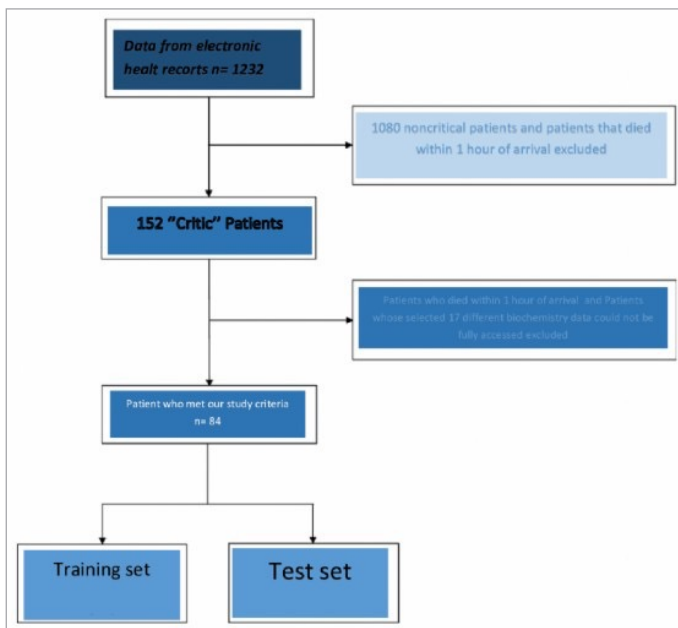 Data from electronic
healt recorts n= 1232
1080 noncritical patients and patients that died
within 1 hour of arrival excluded
152 “Critic” Patients
Patients who died within 1 hour of arrival and Patients
whose selected 17 different biochemistry data could not be
fully accessed excluded
Patient who met our study criteria
n= 84
Training set
Test set